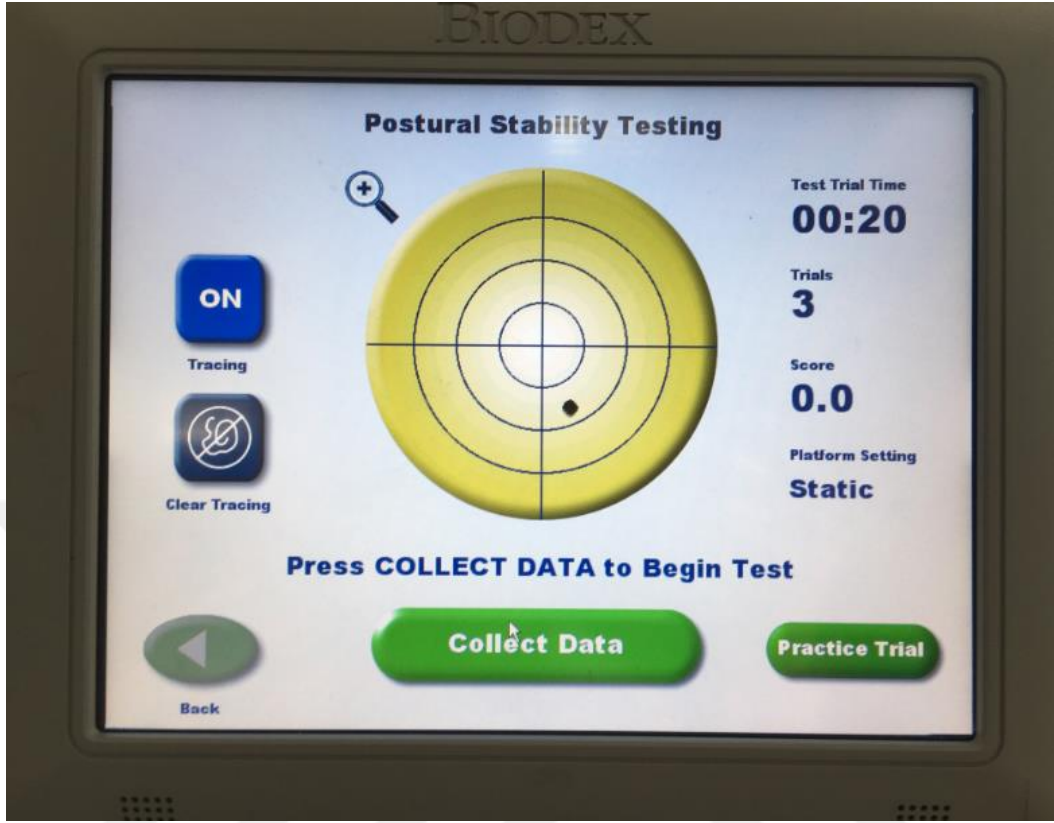 BIODEX
Postural Stability Testing
Test Trial Time
00:20
ON
Trials
3
Tracing
Score
0.0
Platform Setting
Static
Clear Tracing
Press COLLECT DATA to Begin Test
Collect Data
Practice Trial
Back